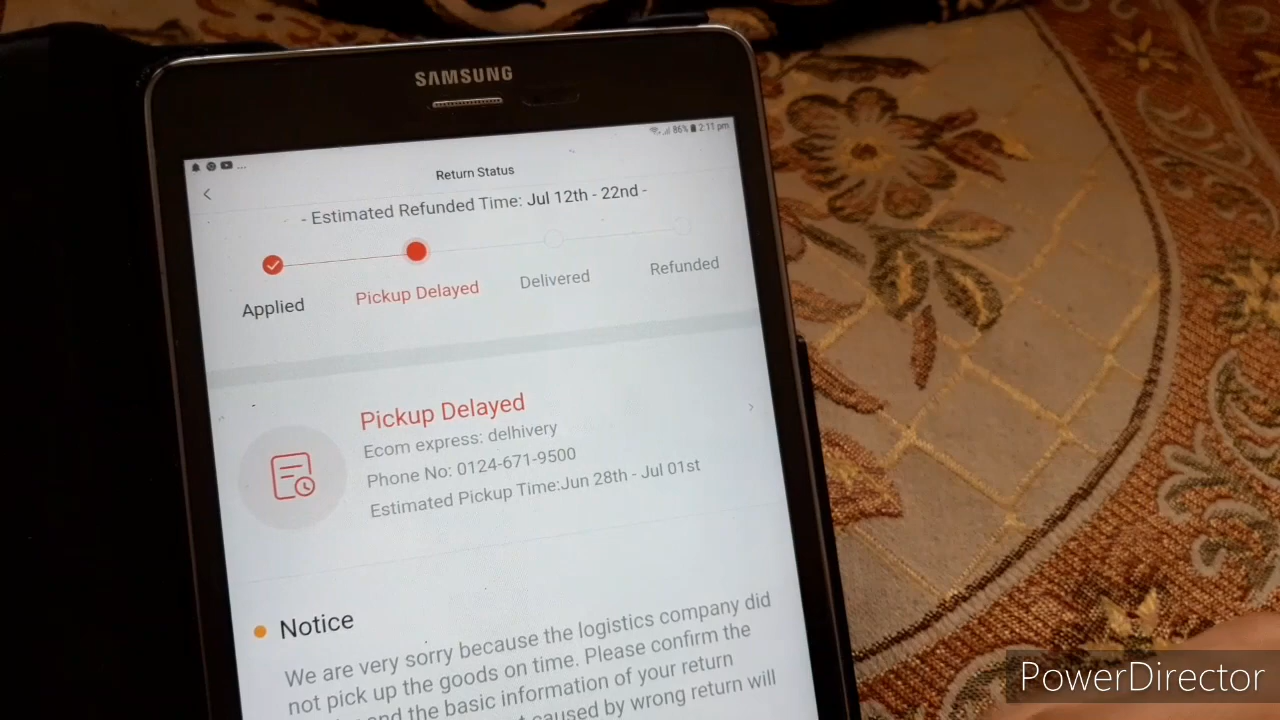 SAMSUNG
86% 2:11 pm
Return Status
- Estimated Refunded Time: Jul 12th - 22nd -
Applied
Pickup Delayed
Delivered
Refunded
Pickup Delayed
Ecom express: delhivery
Phone No: 0124-671-9500
Estimated Pickup Time:Jun 28th - Jul 01st
Notice
We are very sorry because the logistics company did
not pick up the goods on time. Please confirm the
and the basic information of your return
caused by wrong return will
PowerDirector